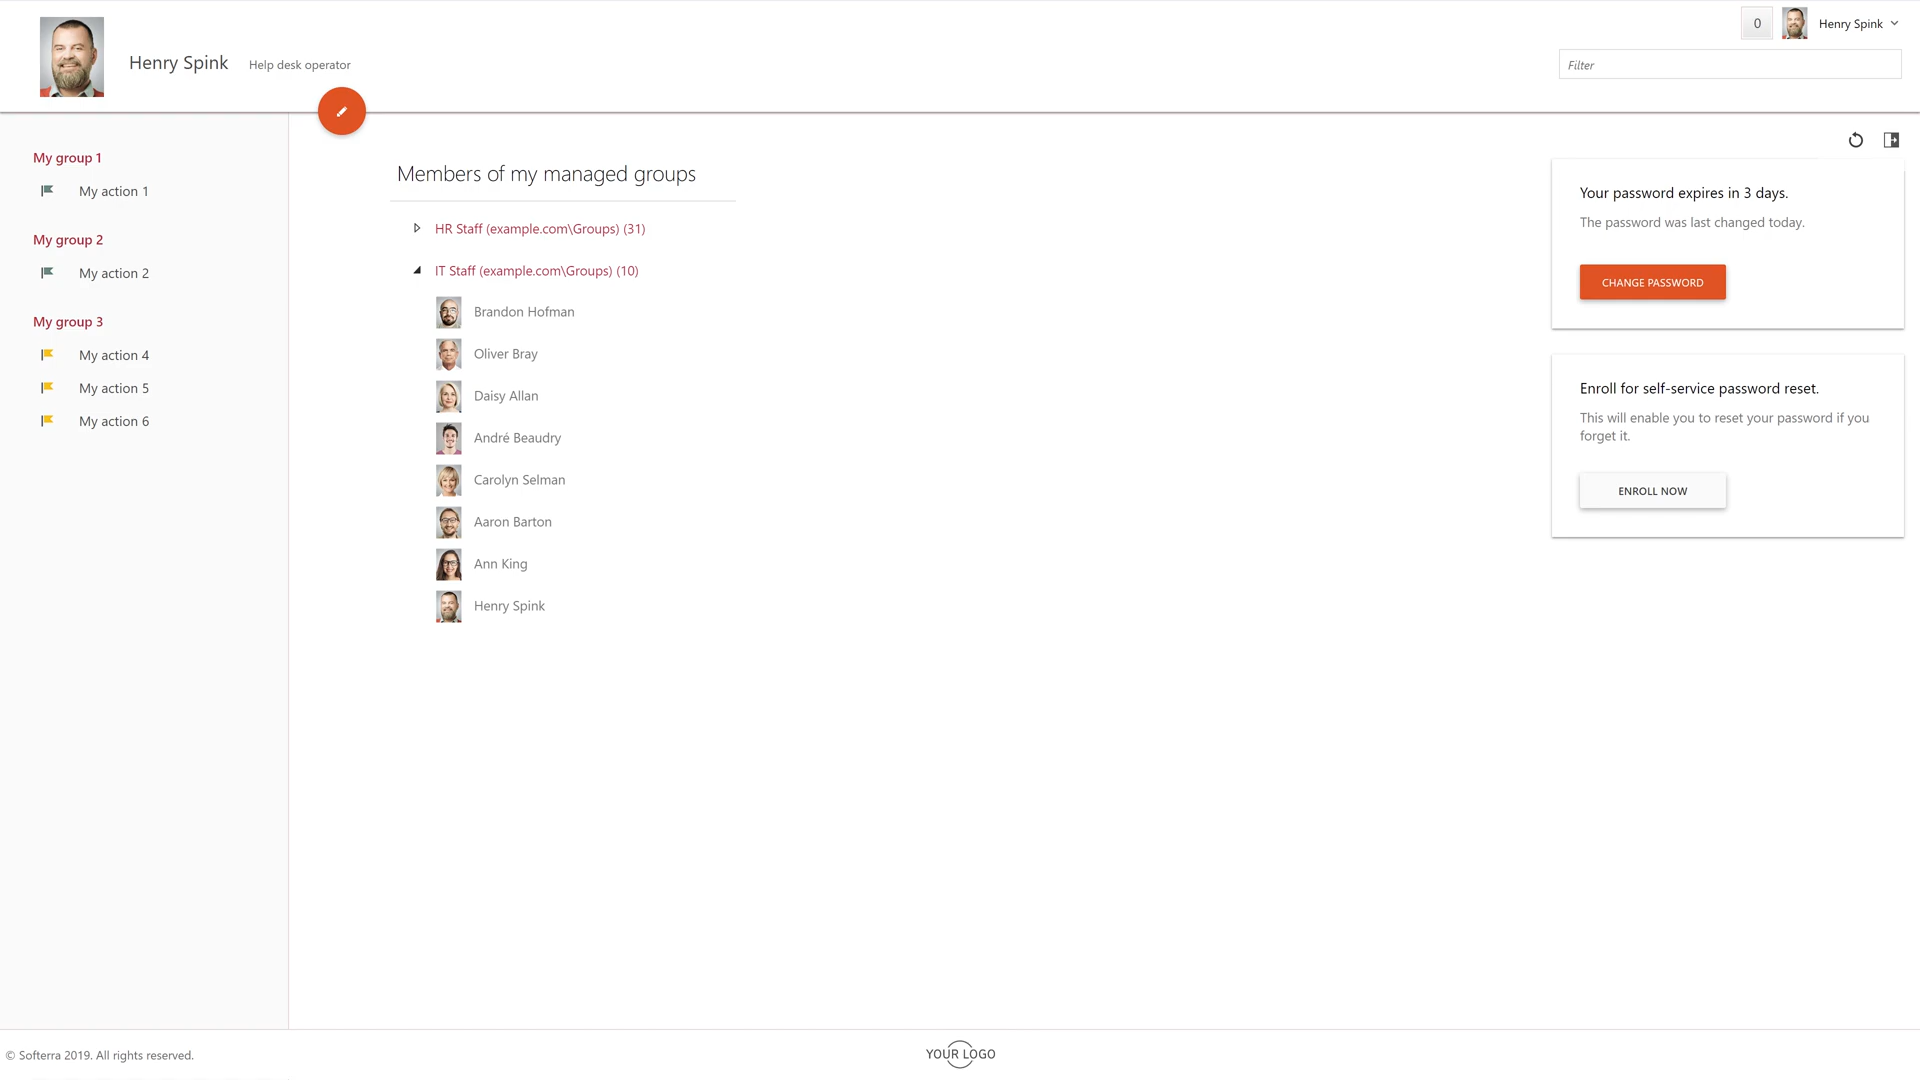 Henry Spink Help desk operator
0 Henry Spink
Filter
My group 1
My action 1
My group 2
My action 2
My group 3
My action 4
My action 5
My action 6
Members of my managed groups
HR Staff (example.com\Groups) (31)
IT Staff (example.com\Groups) (10)
Brandon Hofman
Oliver Bray
Daisy Allan
André Beaudry
Carolyn Selman
Aaron Barton
Ann King
Henry Spink
Your password expires in 3 days.
The password was last changed today.
CHANGE PASSWORD
Enroll for self-service password reset.
This will enable you to reset your password if you
forget it.
ENROLL NOW
© Softerra 2019. All rights reserved.
YOUR LOGO